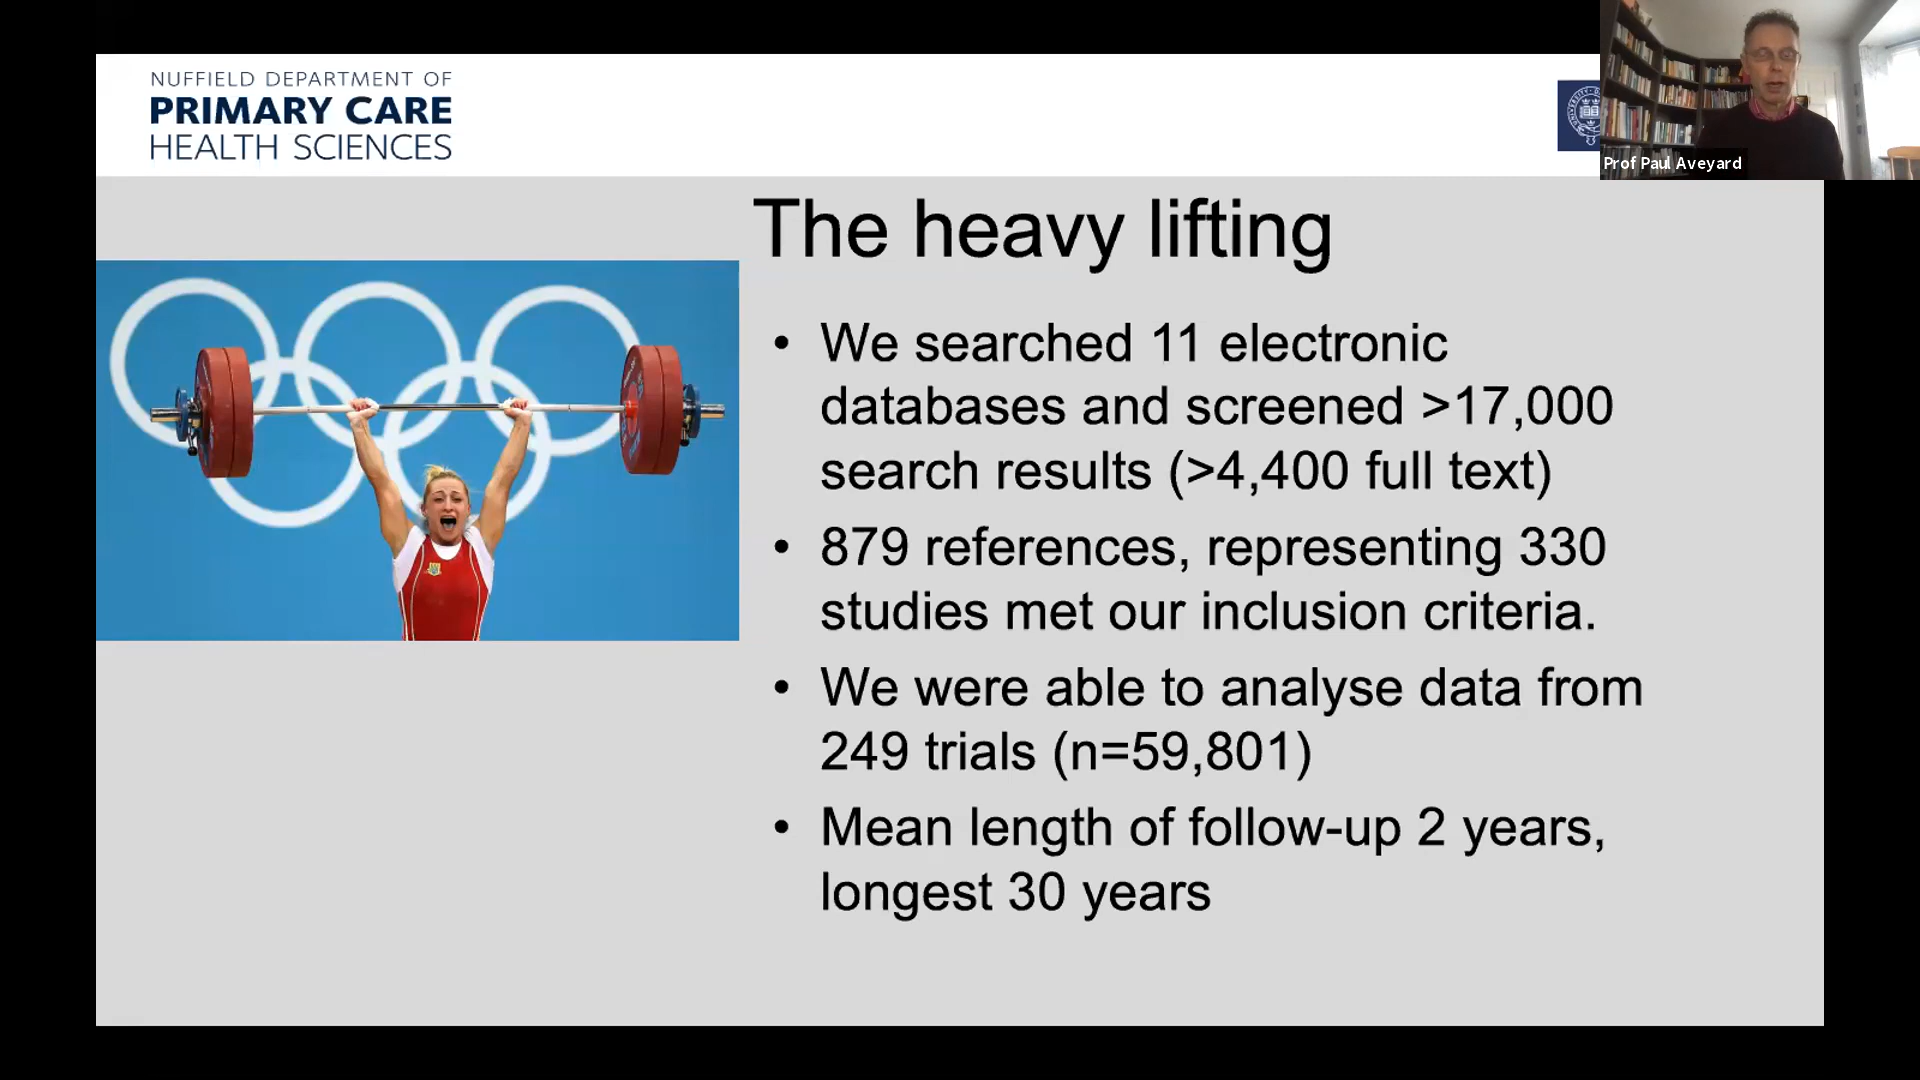 NUFFIELD DEPARTMENT OF
PRIMARY CARE
HEALTH SCIENCES
Prof Paul Aveyard
The heavy lifting
• We searched 11 electronic
databases and screened >17,000
search results (>4,400 full text)
• 879 references, representing 330
studies met our inclusion criteria.
• We were able to analyse data from
249 trials (n=59,801)
• Mean length of follow-up 2 years,
longest 30 years